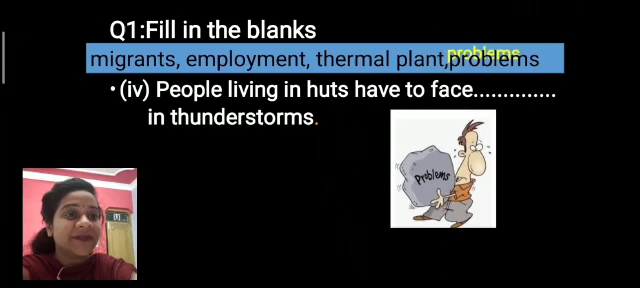 Q1:Fill in the blanks
problems
migrants, employment, thermal plant,problems
•(iv) People living in huts have to face..............
in thunderstorms.
Problems